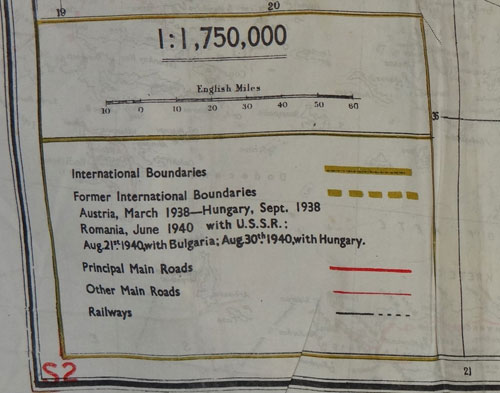 19 20
1:1,750,000
English Miles
10 0 10 20 30 40 50 60
35
International Boundaries
Former International Boundaries
Austria, March 1938—Hungary, Sept. 1938
Romania, June 1940 with U.S.S.R.:
Aug.21st 1940,with Bulgaria; Aug.30th 1940,with Hungary.
Principal Main Roads
Other Main Roads
Railways
S2
21